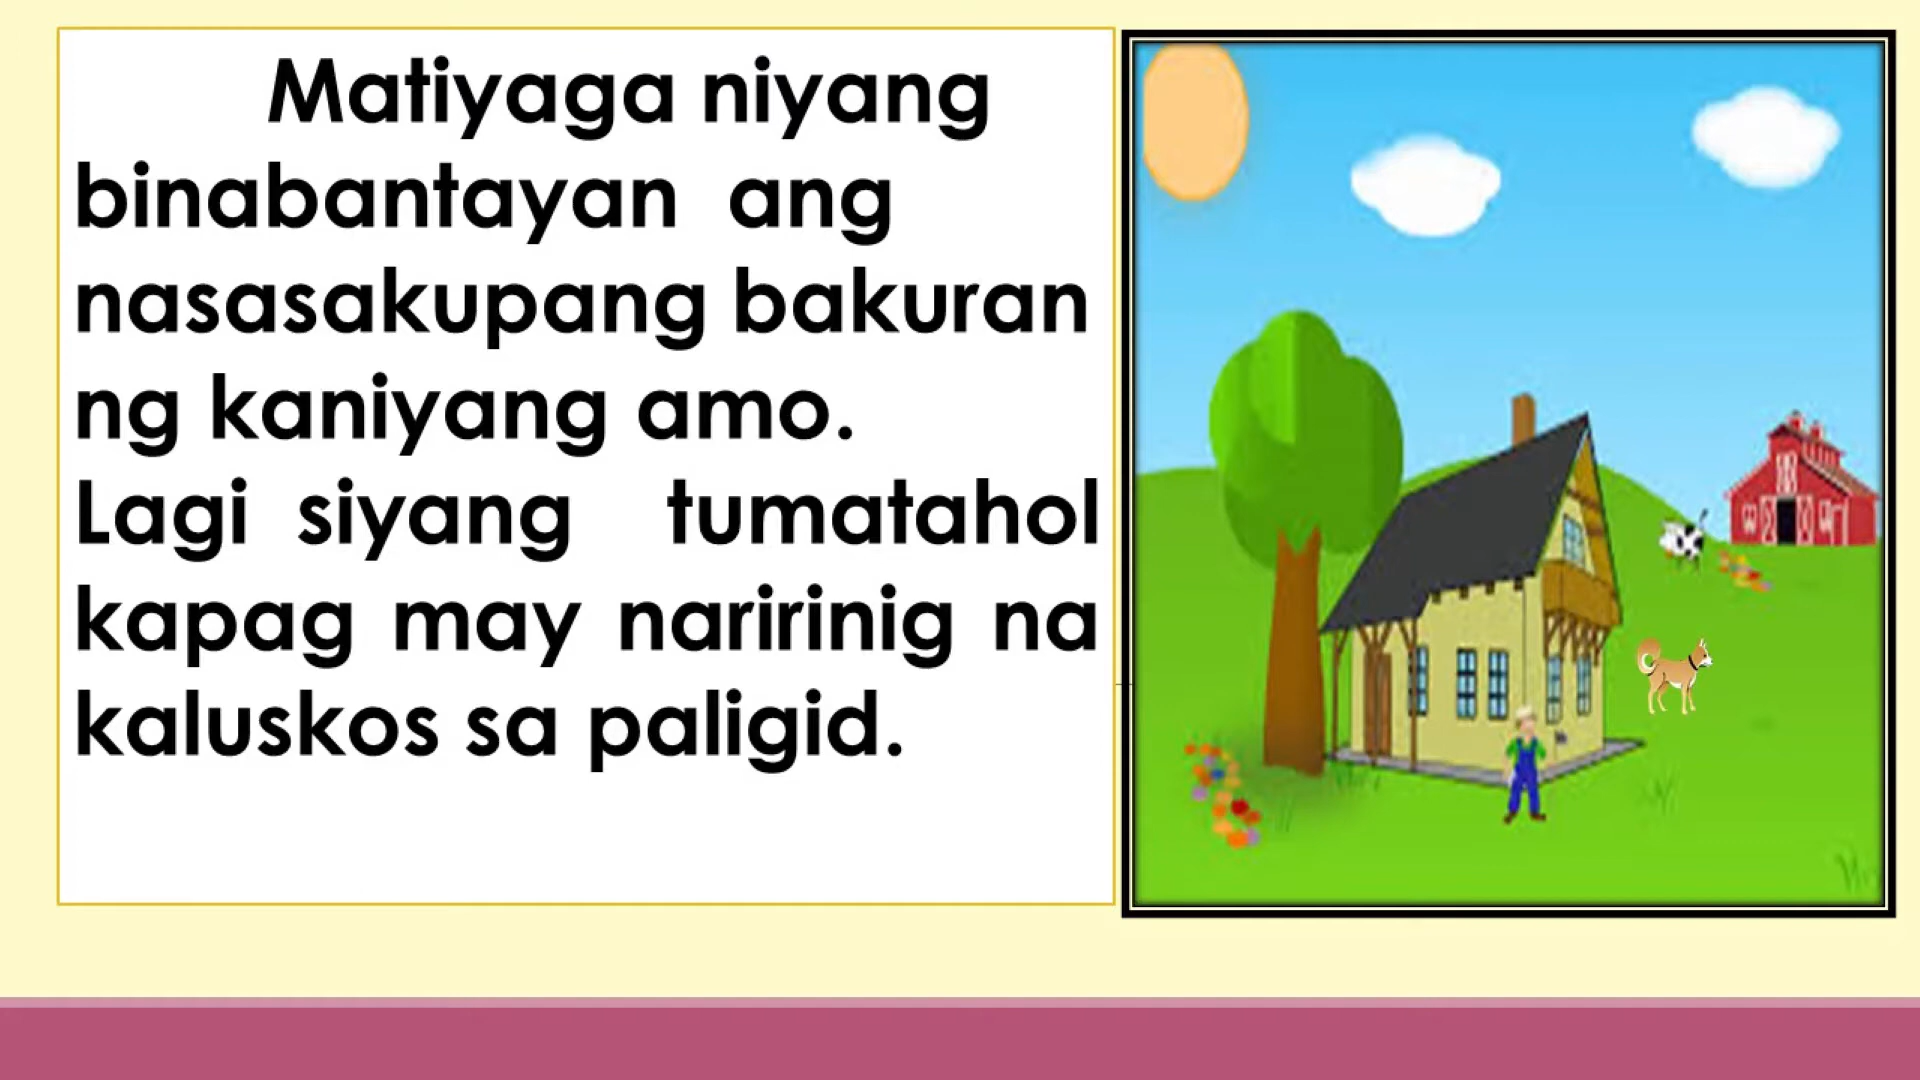 Matiyaga niyang
binabantayan ang
nasasakupang bakuran
ng kaniyang amo.
Lagi siyang tumatahol
kapag may naririnig na
kaluskos sa paligid.